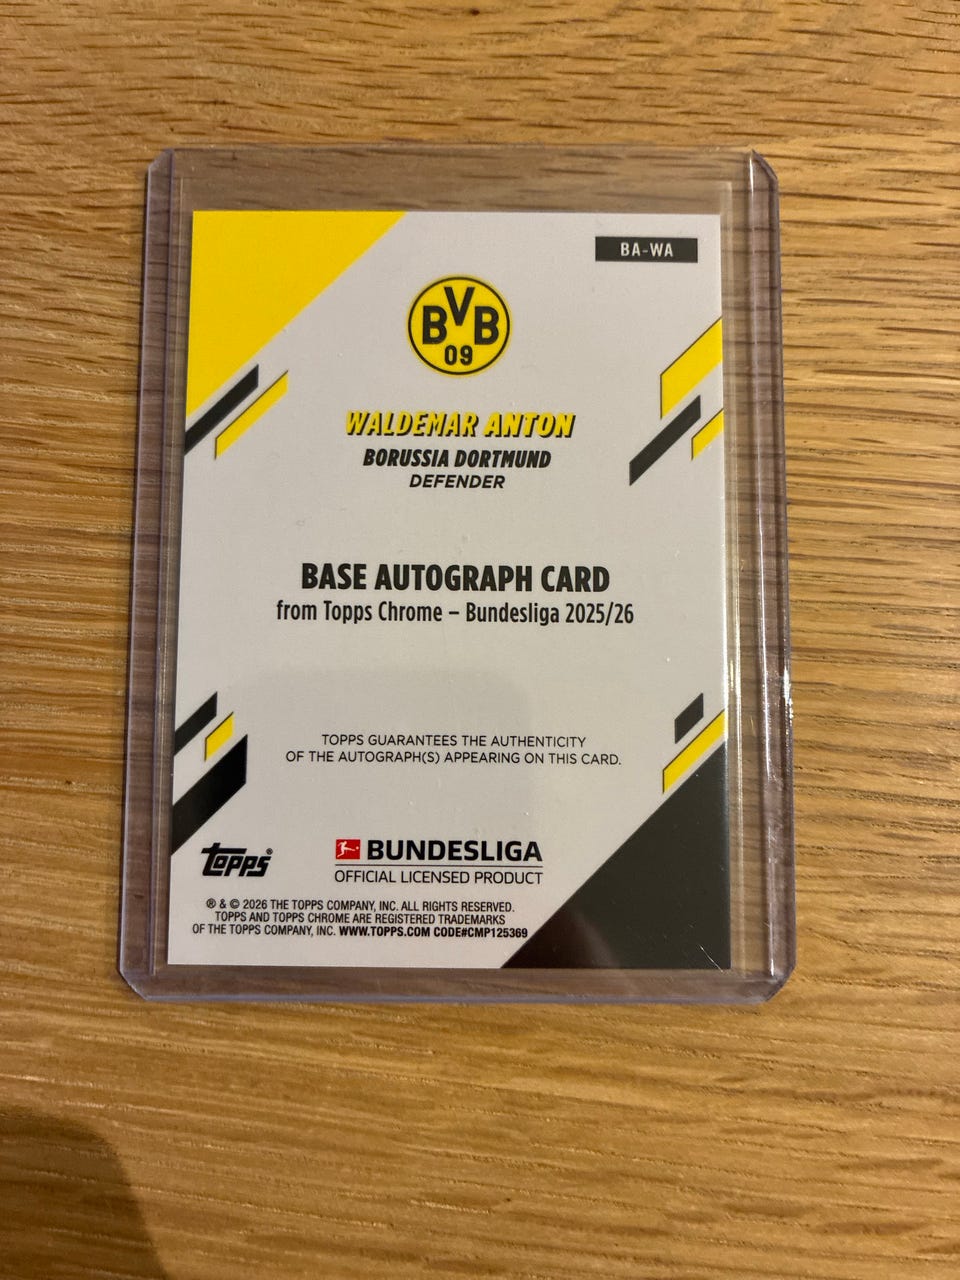 BA-WA
BVB
09
WALDEMAR ANTON
BORUSSIA DORTMUND
DEFENDER
BASE AUTOGRAPH CARD
from Topps Chrome – Bundesliga 2025/26
TOPPS GUARANTEES THE AUTHENTICITY
OF THE AUTOGRAPH(S) APPEARING ON THIS CARD.
topps®
BUNDESLIGA
OFFICIAL LICENSED PRODUCT
® & © 2026 THE TOPPS COMPANY, INC. ALL RIGHTS RESERVED.
TOPPS AND TOPPS CHROME ARE REGISTERED TRADEMARKS
OF THE TOPPS COMPANY, INC. WWW.TOPPS.COM CODE#CMP125369